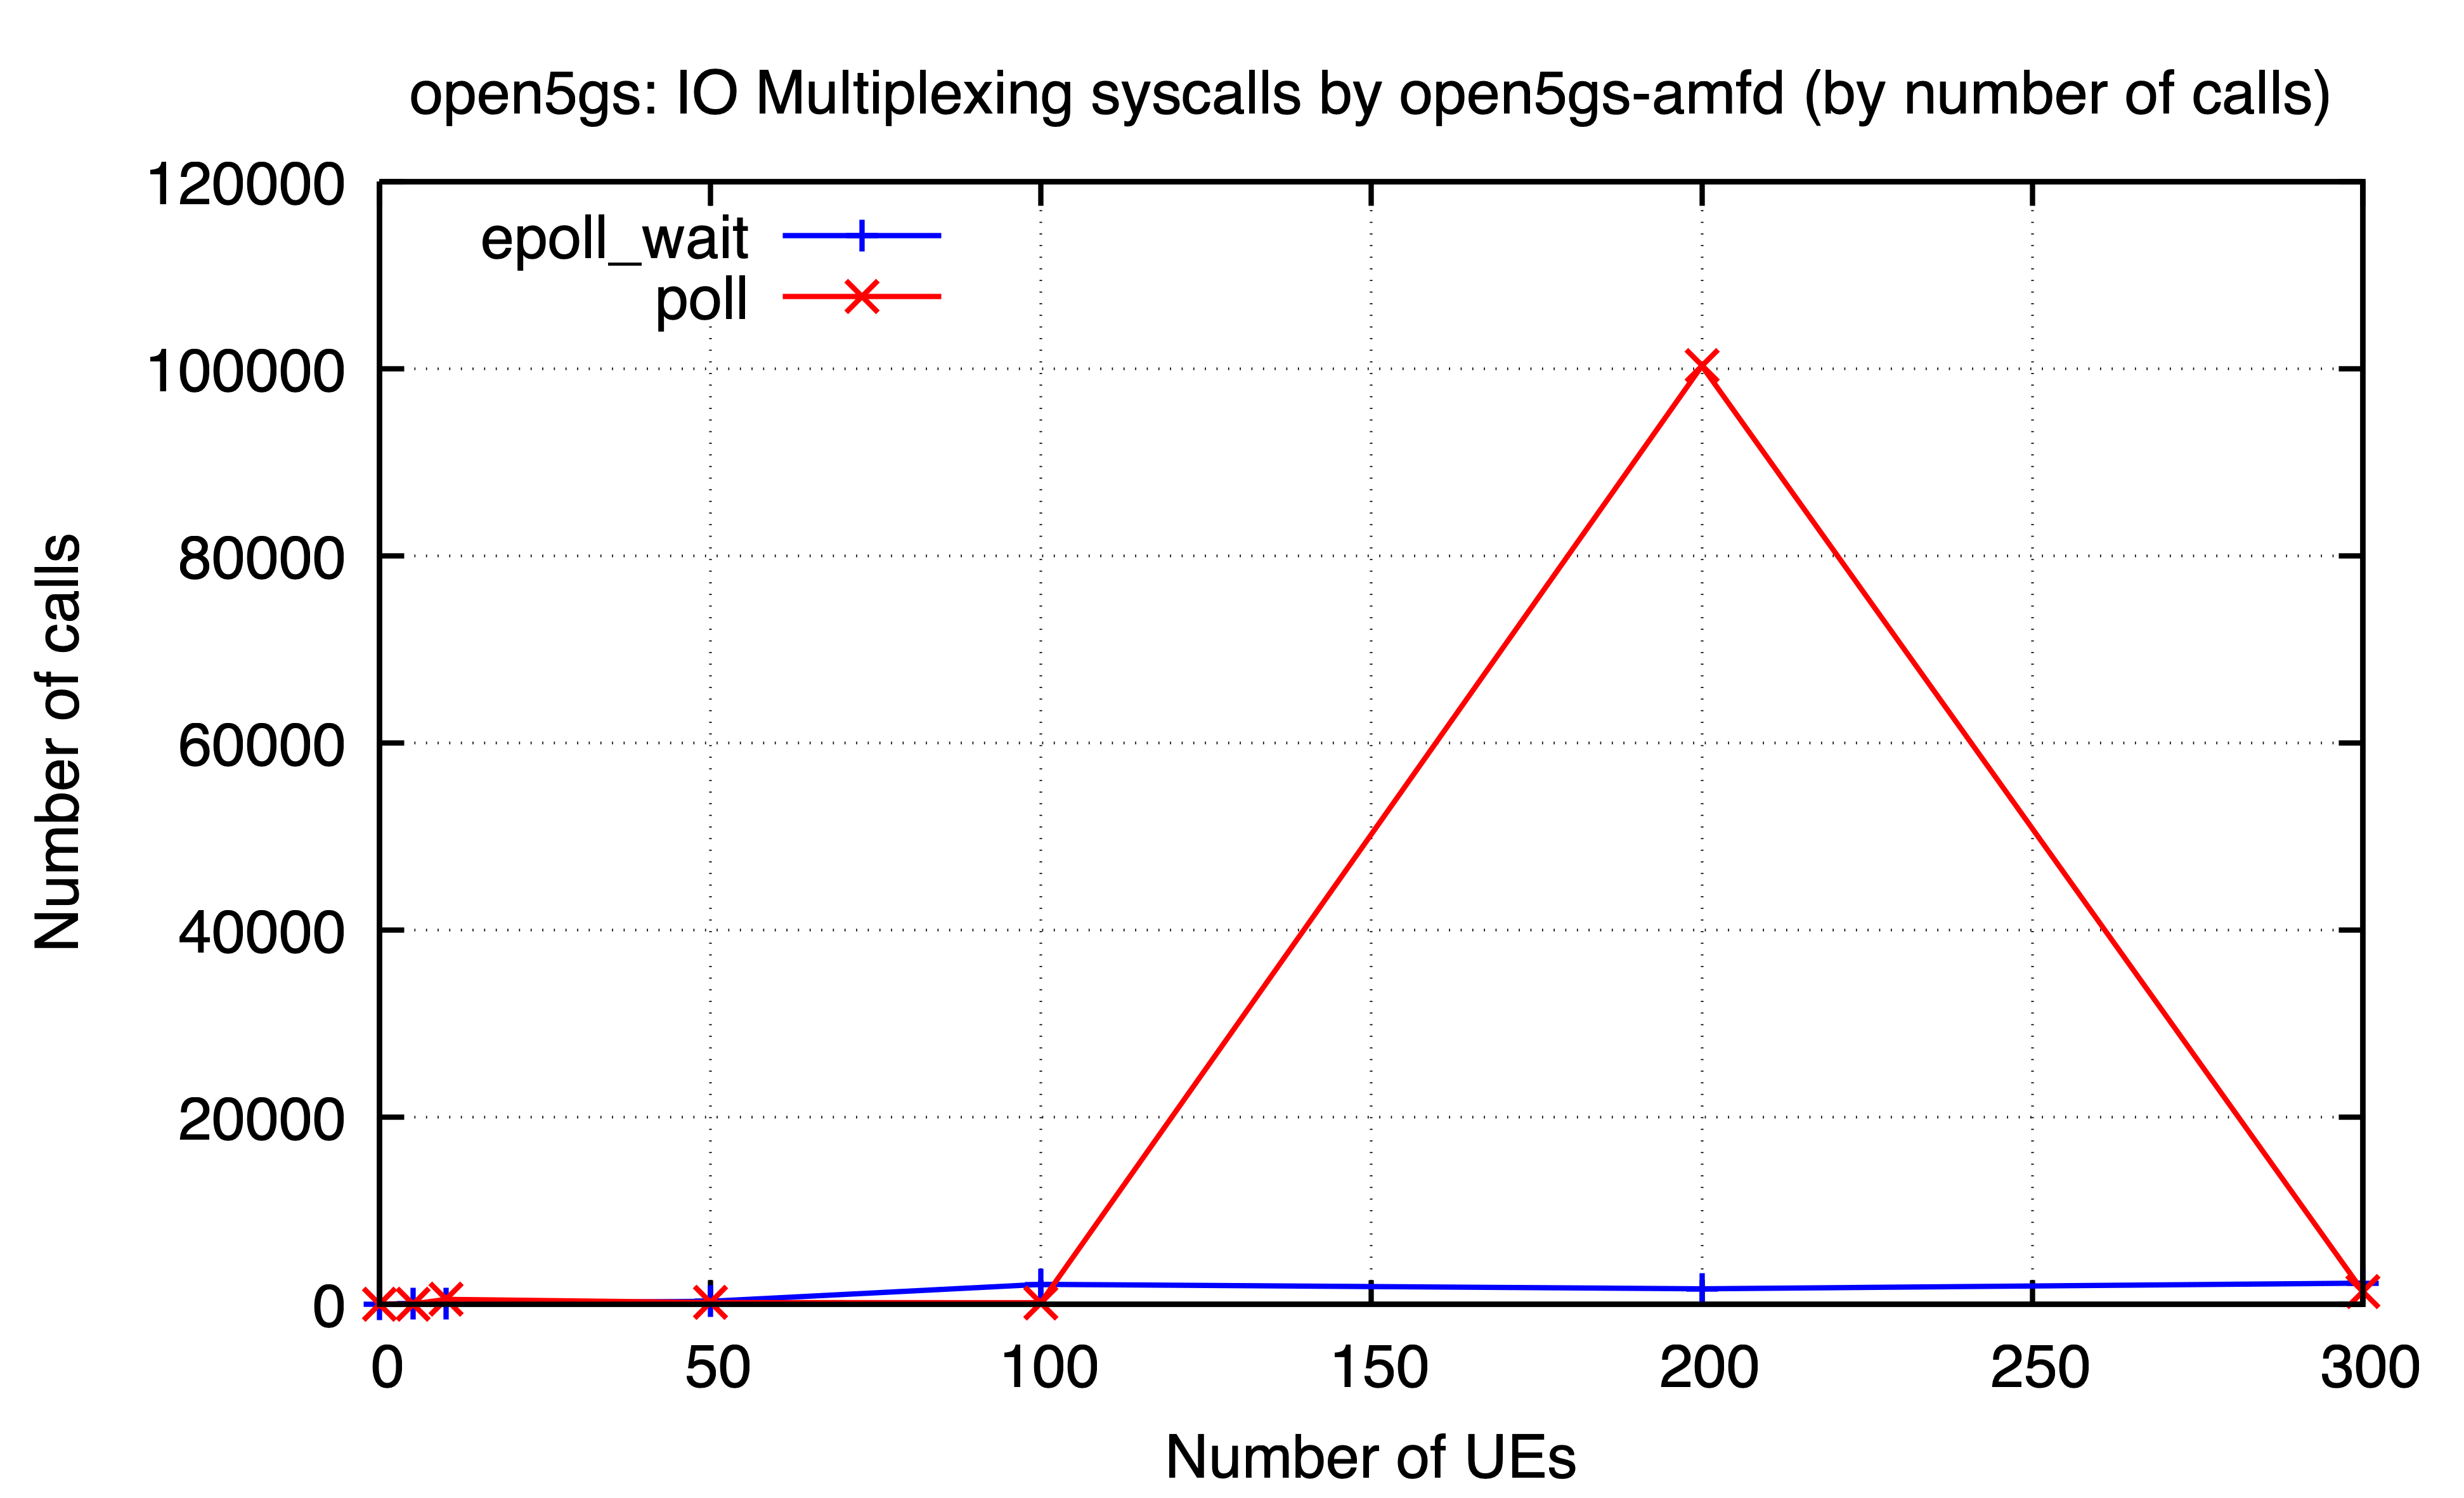 open5gs: IO Multiplexing syscalls by open5gs-amfd (by number of calls)
120000
100000
80000
60000
40000
20000
0
Number of calls
epoll_wait
poll
0 50 100 150 200 250 300
Number of UEs